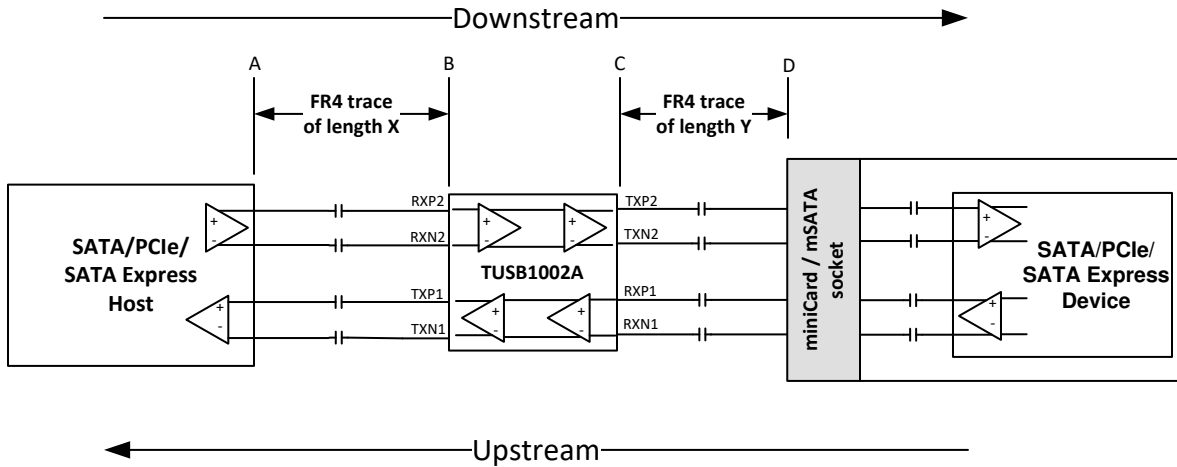 Downstream
A
B
C
D
FR4 trace
of length X
FR4 trace
of length Y
SATA/PCIe/
SATA Express
Host
+
-
+
-
RXP2
RXN2
TXP1
TXN1
+
-
+
-
TUSB1002A
+
-
+
-
TXP2
TXN2
RXP1
RXN1
miniCard / mSATA
socket
+
-
+
-
SATA/PCIe/
SATA Express
Device
Upstream